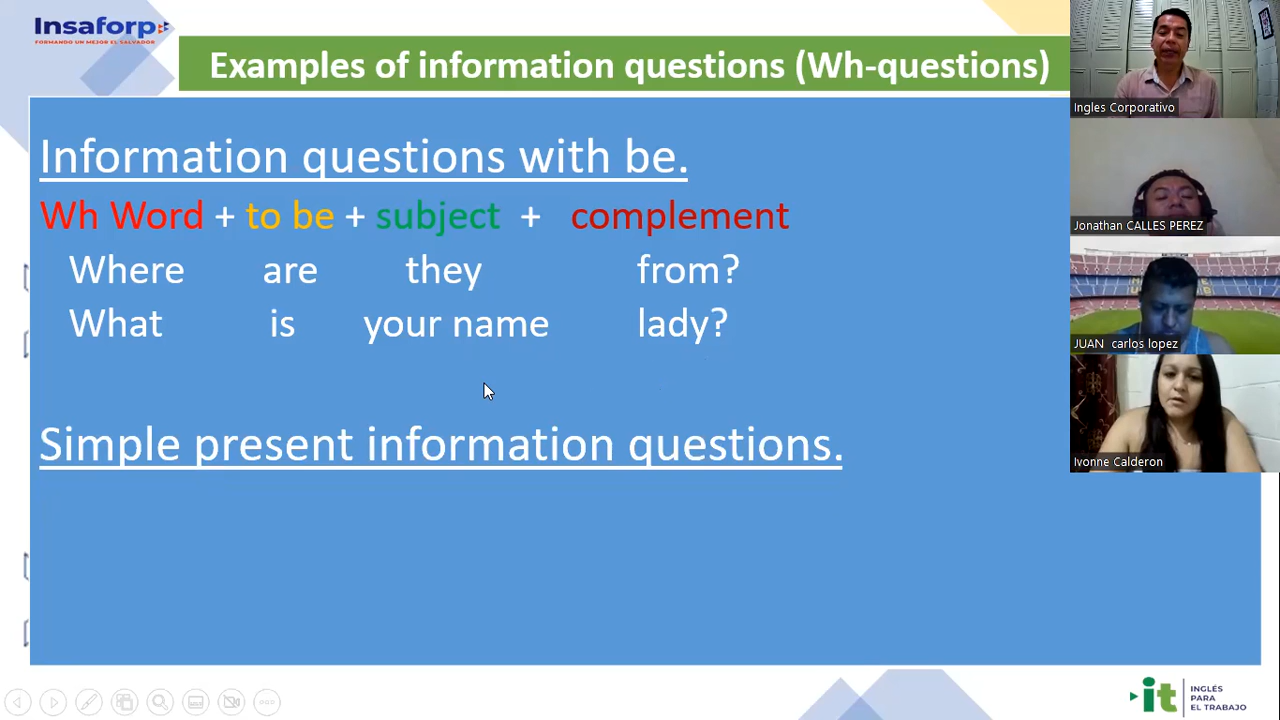 Insaforp
FORMANDO UN MEJOR EL SALVADOR
Examples of information questions (Wh-questions)
Information questions with be.
Wh Word + to be + subject + complement
Where are they from?
What is your name lady?
Simple present information questions.
Ingles Corporativo
Jonathan CALLES PEREZ
JUAN carlos lopez
Ivonne Calderon
it
INGLÉS
PARA
EL TRABAJO